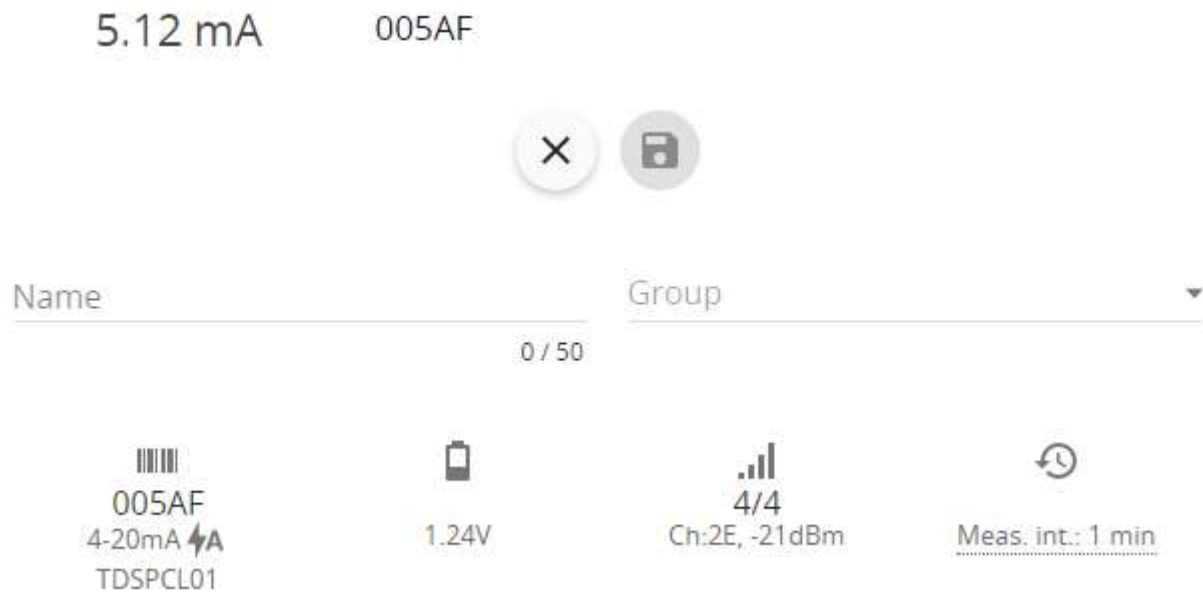 5.12 mA 005AF
Name
Group
0 / 50
005AF
4-20mA A
TDSPCL01
1.24V
4/4
Ch:2E, -21dBm
Meas. int.: 1 min